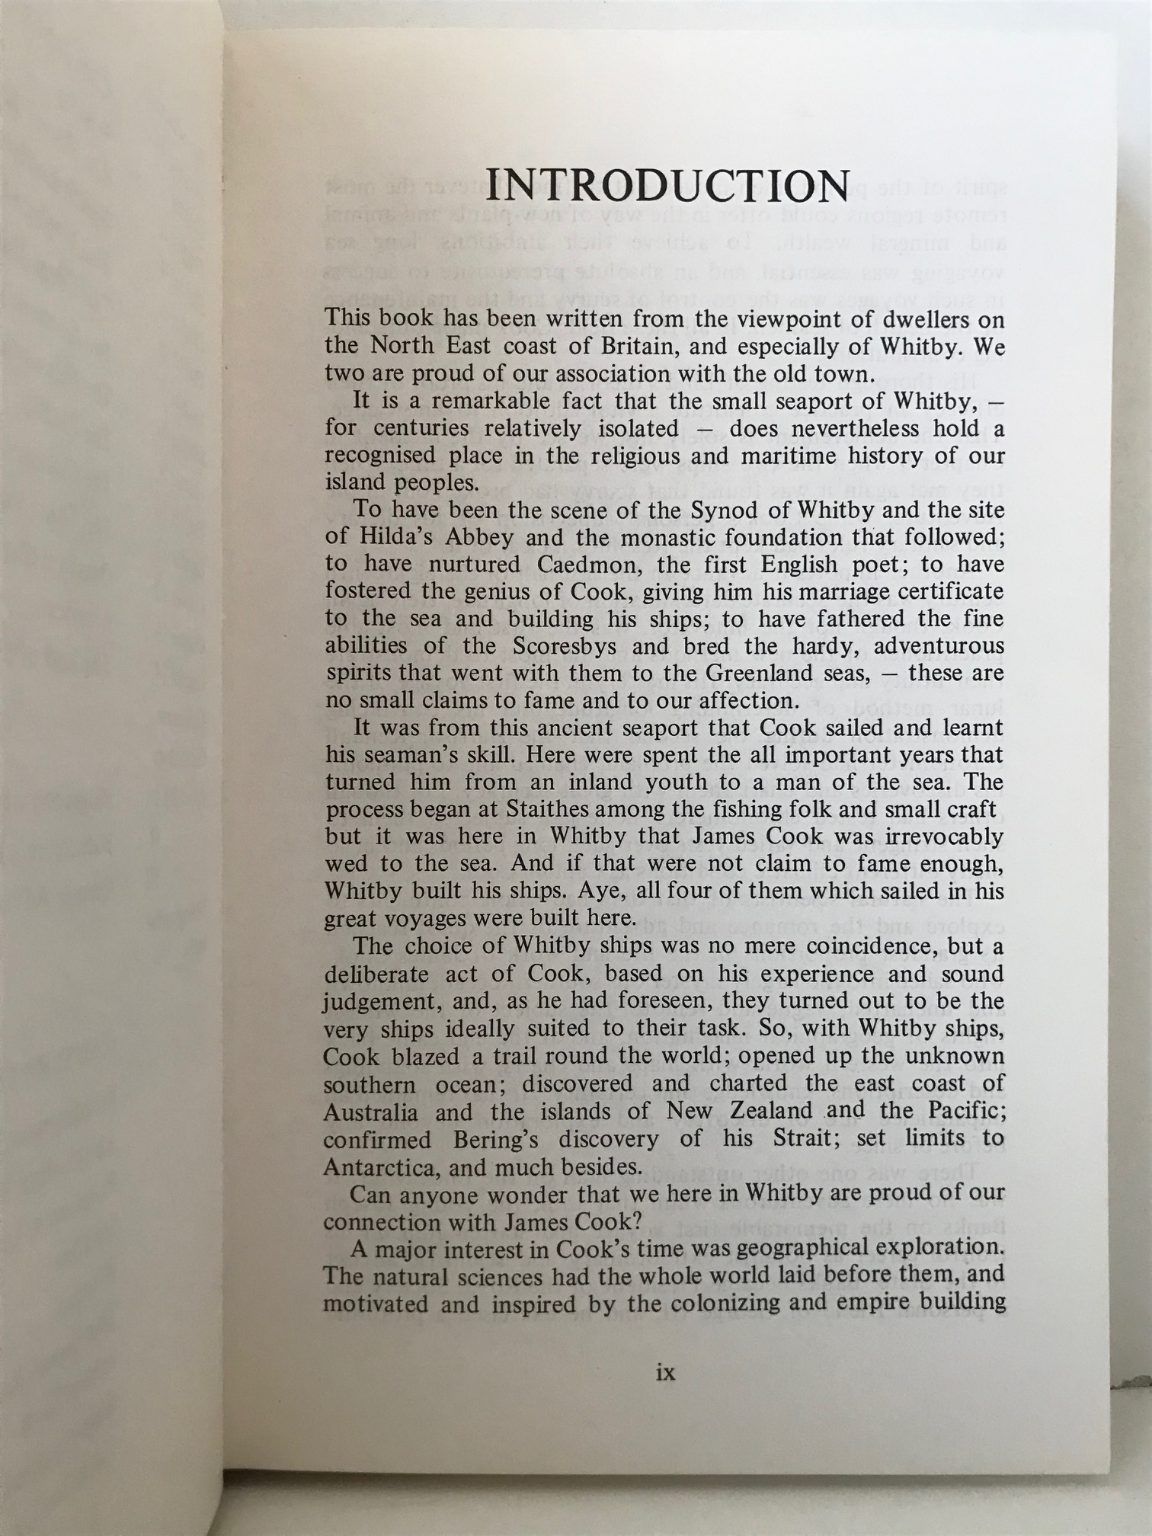 INTRODUCTION
This book has been written from the viewpoint of dwellers on
the North East coast of Britain, and especially of Whitby. We
two are proud of our association with the old town.
It is a remarkable fact that the small seaport of Whitby, —
for centuries relatively isolated — does nevertheless hold a
recognised place in the religious and maritime history of our
island peoples.
To have been the scene of the Synod of Whitby and the site
of Hilda's Abbey and the monastic foundation that followed;
to have nurtured Caedmon, the first English poet; to have
fostered the genius of Cook, giving him his marriage certificate
to the sea and building his ships; to have fathered the fine
abilities of the Scoresbys and bred the hardy, adventurous
spirits that went with them to the Greenland seas, — these are
no small claims to fame and to our affection.
It was from this ancient seaport that Cook sailed and learnt
his seaman's skill. Here were spent the all important years that
turned him from an inland youth to a man of the sea. The
process began at Staithes among the fishing folk and small craft
but it was here in Whitby that James Cook was irrevocably
wed to the sea. And if that were not claim to fame enough,
Whitby built his ships. Aye, all four of them which sailed in his
great voyages were built here.
The choice of Whitby ships was no mere coincidence, but a
deliberate act of Cook, based on his experience and sound
judgement, and, as he had foreseen, they turned out to be the
very ships ideally suited to their task. So, with Whitby ships,
Cook blazed a trail round the world; opened up the unknown
southern ocean; discovered and charted the east coast of
Australia and the islands of New Zealand and the Pacific;
confirmed Bering's discovery of his Strait; set limits to
Antarctica, and much besides.
Can anyone wonder that we here in Whitby are proud of our
connection with James Cook?
A major interest in Cook's time was geographical exploration.
The natural sciences had the whole world laid before them, and
motivated and inspired by the colonizing and empire building
ix